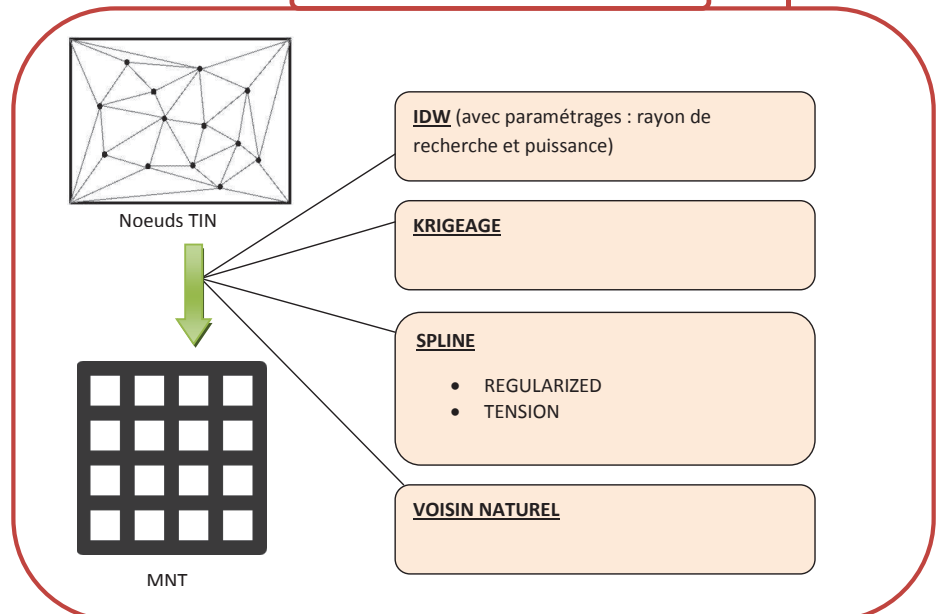 Noeuds TIN
IDW (avec paramétrages : rayon de
recherche et puissance)
KRIGEAGE
SPLINE
• REGULARIZED
• TENSION
VOISIN NATUREL
MNT